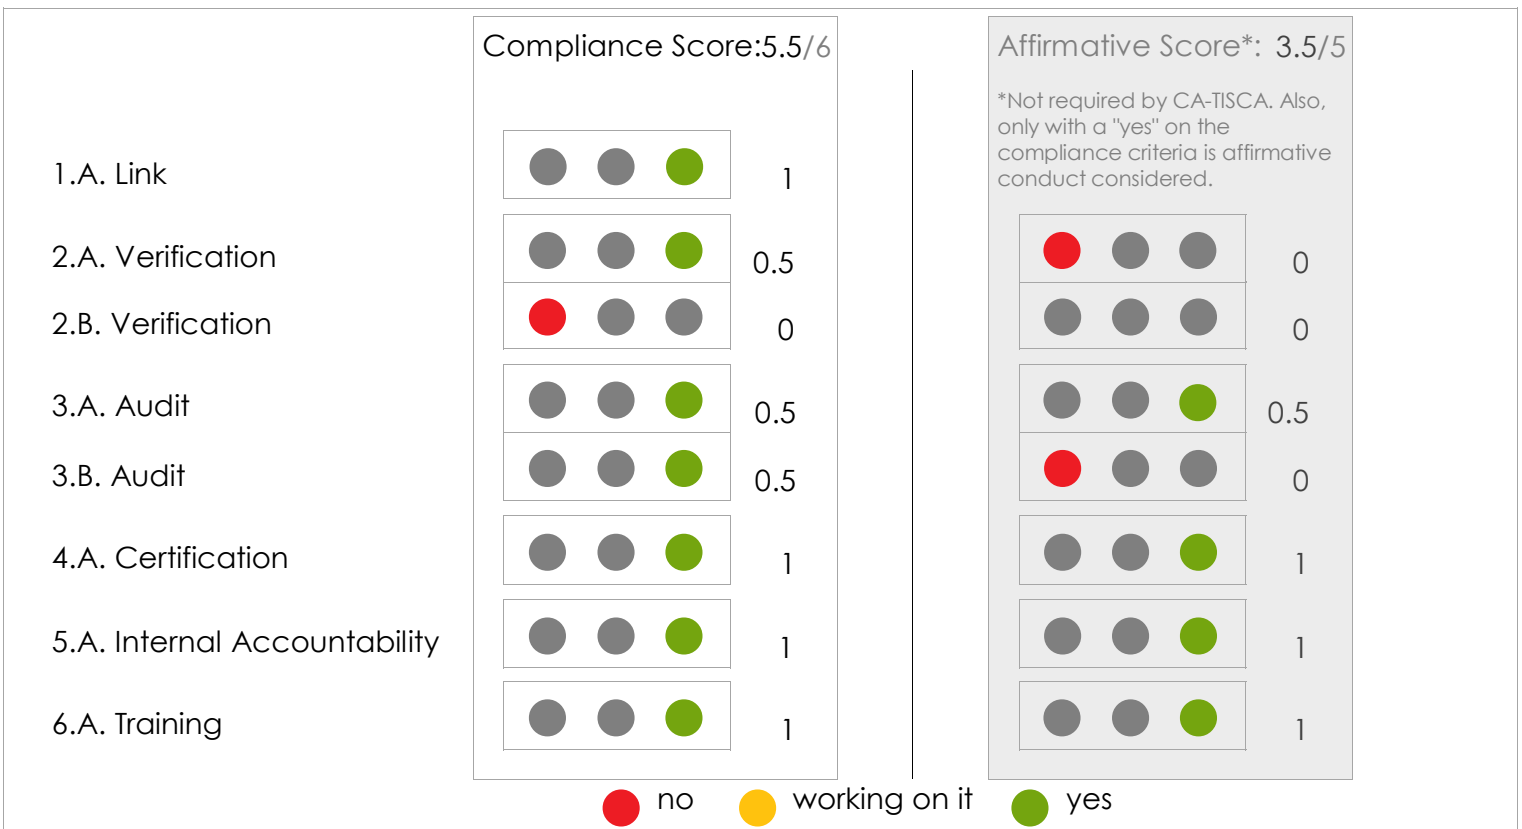 Compliance Score:5.5/6
Affirmative Score*: 3.5/5
*Not required by CA-TISCA. Also,
only with a "yes" on the
compliance criteria is affirmative
conduct considered.
1.A. Link 1
2.A. Verification 0.5 0
2.B. Verification 0 0
3.A. Audit 0.5 0.5
3.B. Audit 0.5 0
4.A. Certification 1 1
5.A. Internal Accountability 1 1
6.A. Training 1 1
no working on it yes